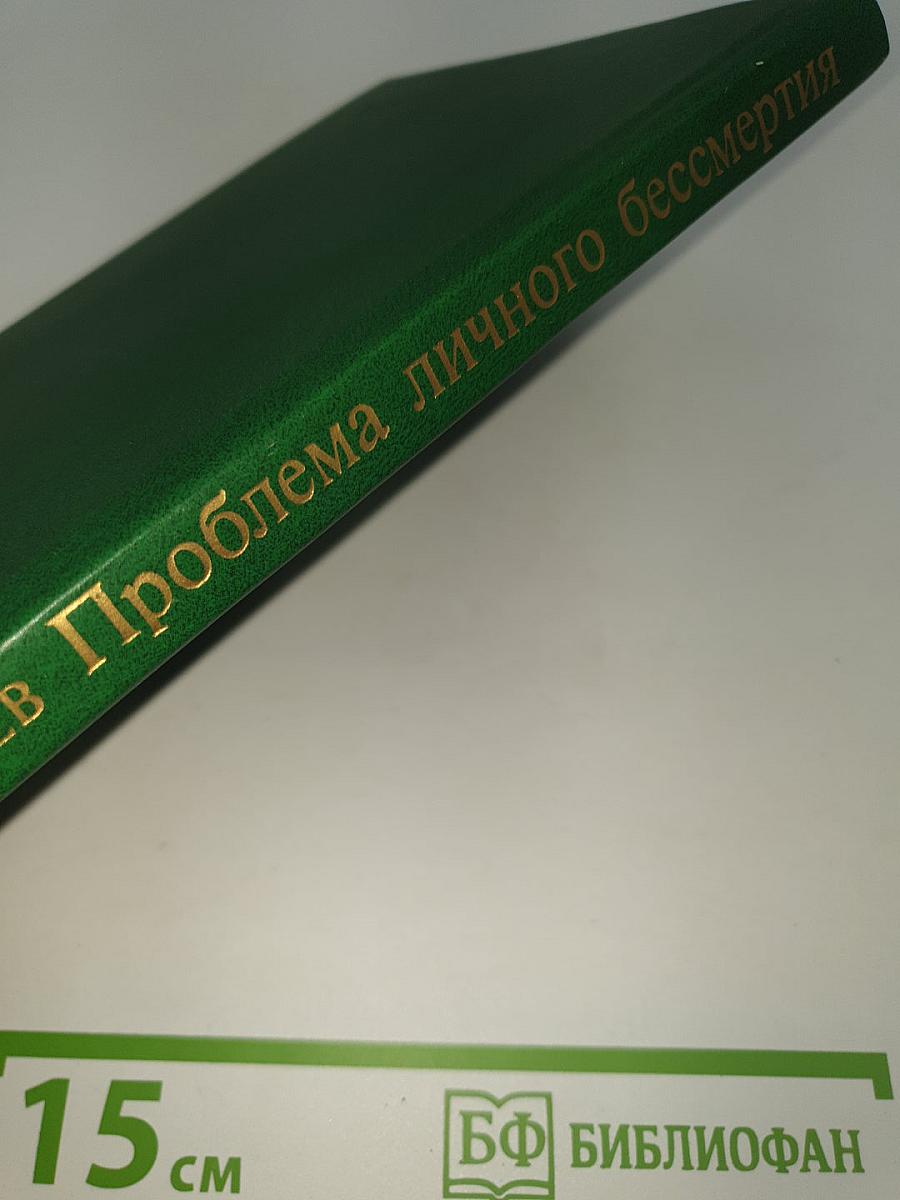 Проблема личного бессмертия
15 см
БФ БИБЛИОФАН